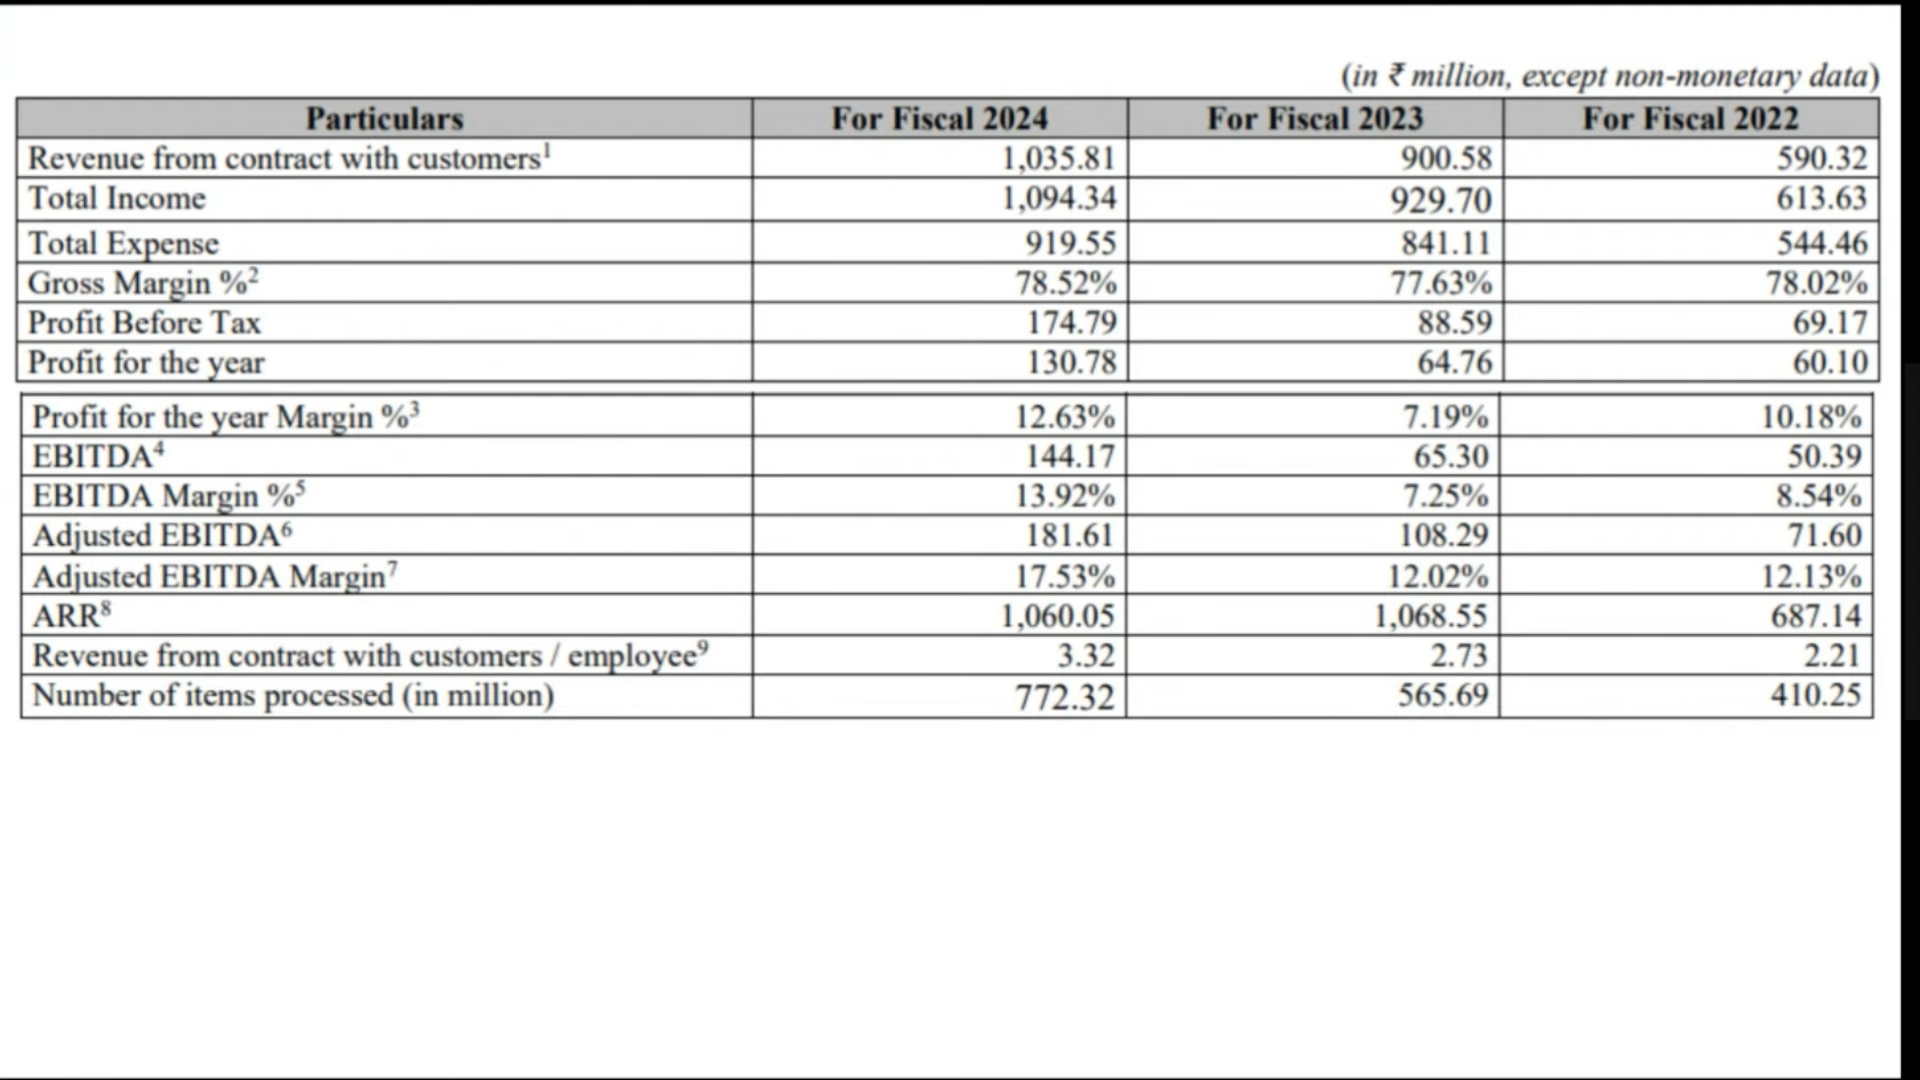 (in ₹ million, except non-monetary data)
Particulars For Fiscal 2024 For Fiscal 2023 For Fiscal 2022
Revenue from contract with customers¹ 1,035.81 900.58 590.32
Total Income 1,094.34 929.70 613.63
Total Expense 919.55 841.11 544.46
Gross Margin %² 78.52% 77.63% 78.02%
Profit Before Tax 174.79 88.59 69.17
Profit for the year 130.78 64.76 60.10
Profit for the year Margin %³ 12.63% 7.19% 10.18%
EBITDA⁴ 144.17 65.30 50.39
EBITDA Margin %⁵ 13.92% 7.25% 8.54%
Adjusted EBITDA⁶ 181.61 108.29 71.60
Adjusted EBITDA Margin⁷ 17.53% 12.02% 12.13%
ARR⁸ 1,060.05 1,068.55 687.14
Revenue from contract with customers / employee⁹ 3.32 2.73 2.21
Number of items processed (in million) 772.32 565.69 410.25